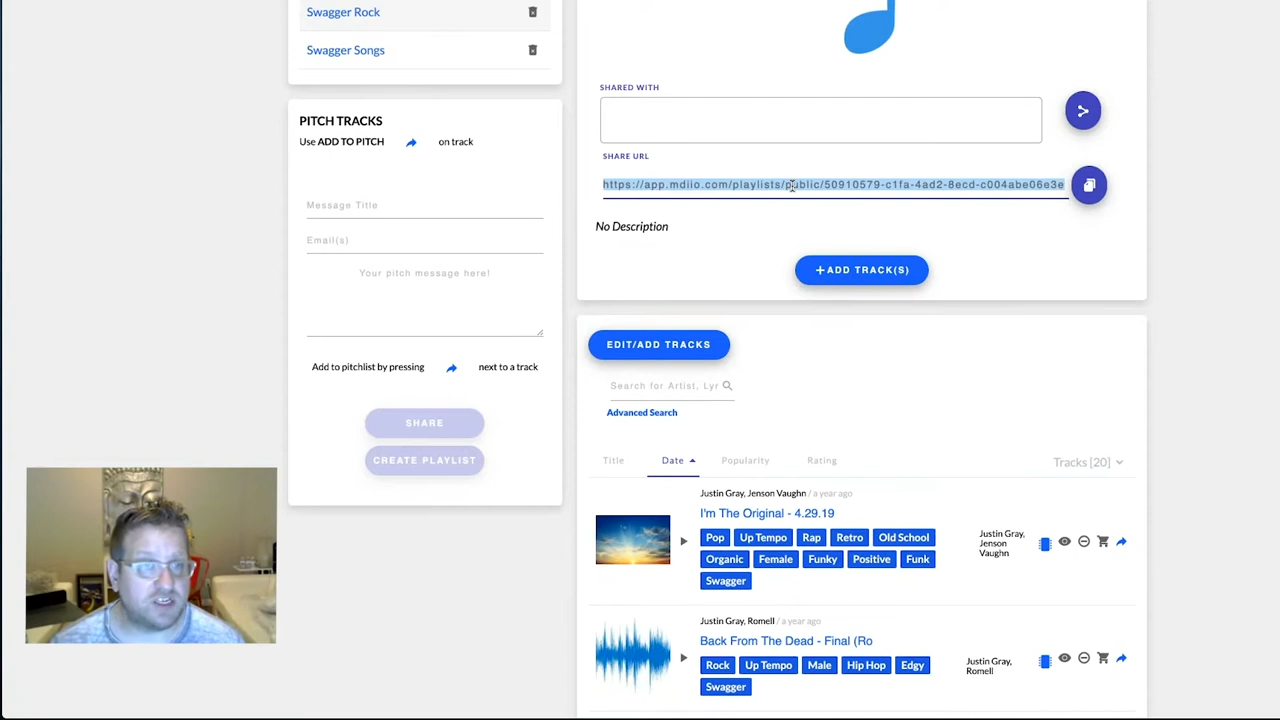 Swagger Rock
Swagger Songs
PITCH TRACKS
Use ADD TO PITCH on track
Message Title
Email(s)
Your pitch message here!
Add to pitchlist by pressing next to a track
SHARE
CREATE PLAYLIST
SHARED WITH
SHARE URL
https://app.mdiio.com/playlists/public/50910579-c1fa-4ad2-8ecd-c004abe06e3e
No Description
+ADD TRACK(S)
EDIT/ADD TRACKS
Search for Artist, Lyr
Advanced Search
Title Date Popularity Rating Tracks [20]
Justin Gray, Jenson Vaughn / a year ago
I'm The Original - 4.29.19
Pop Up Tempo Rap Retro Old School
Organic Female Funky Positive Funk
Swagger
Justin Gray,
Jenson
Vaughn
Justin Gray, Romell / a year ago
Back From The Dead - Final (Ro
Rock Up Tempo Male Hip Hop Edgy
Swagger
Justin Gray,
Romell